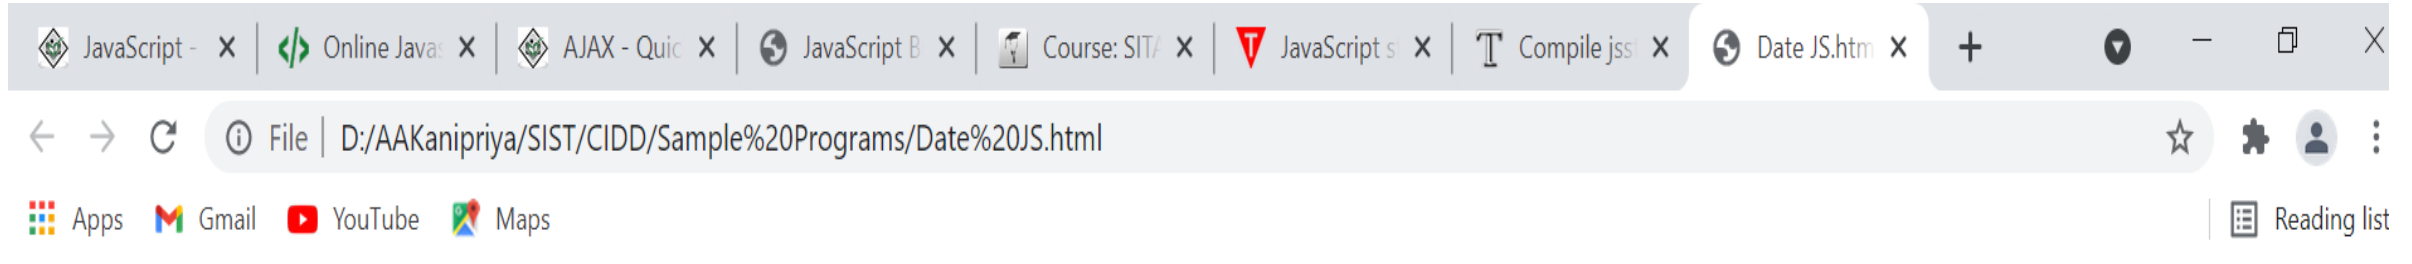 JavaScript - Online Javas AJAX - Quic JavaScript B Course: SITA JavaScript s Compile jss Date JS.htm
File D:/AAKanipriya/SIST/CIDD/Sample%20Programs/Date%20JS.html
Apps Gmail YouTube Maps Reading list